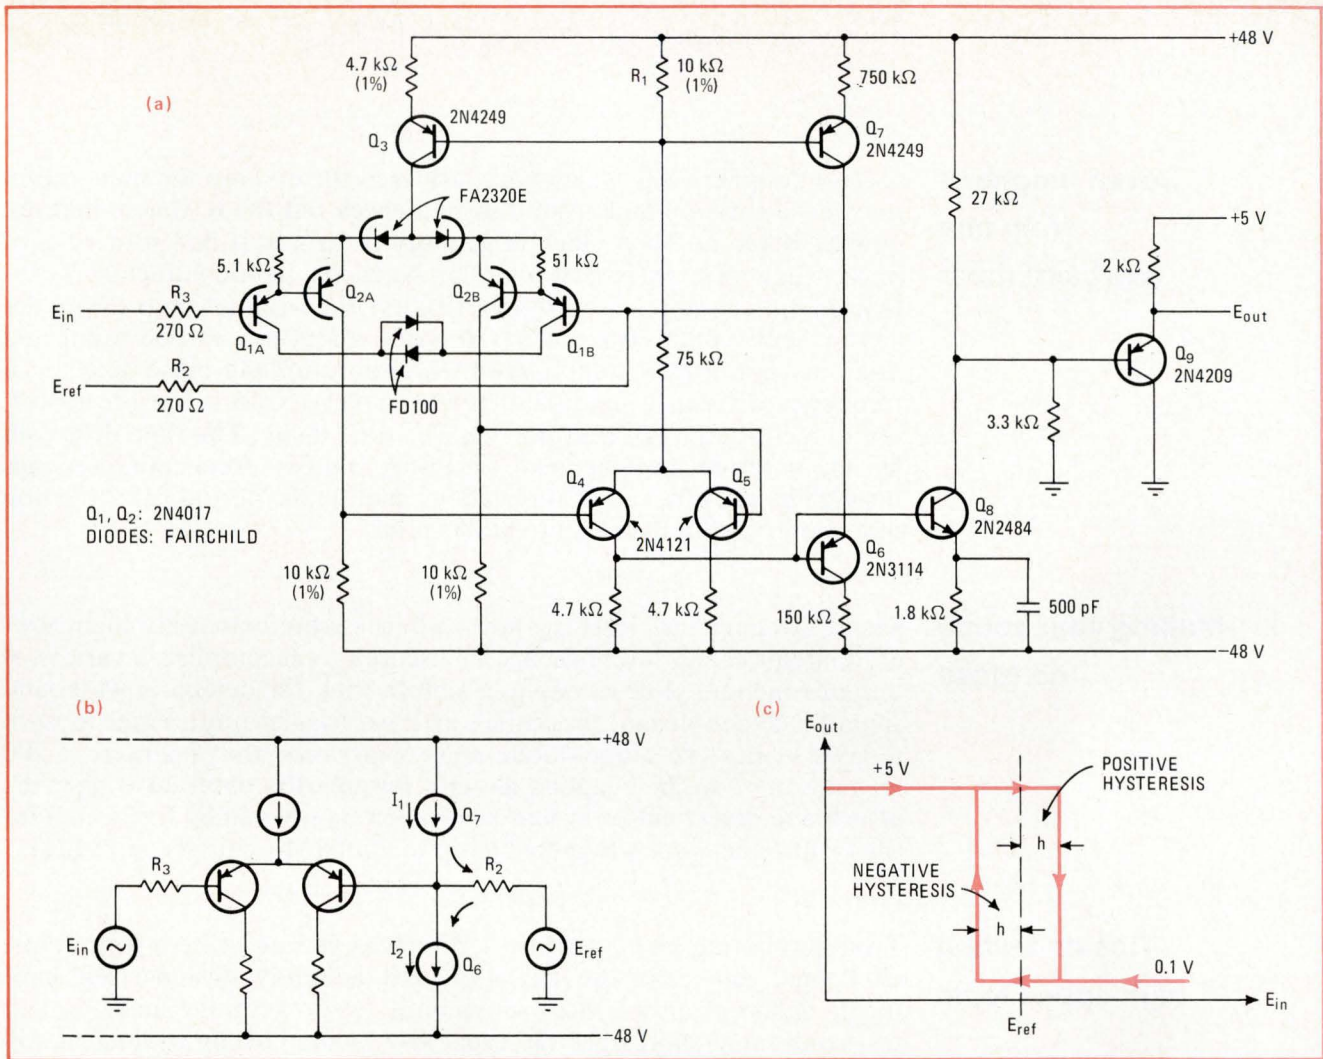 (a)
4.7 kΩ
(1%)
2N4249
Q3
R1
10 kΩ
(1%)
750 kΩ
+48 V
Q7
2N4249
FA2320E
27 kΩ
+5 V
2 kΩ
5.1 kΩ
51 kΩ
Q2A
Q2B
Ein
R3
270 Ω
Q1A
Q1B
Eout
Q9
2N4209
Eref
R2
270 Ω
FD100
75 kΩ
3.3 kΩ
Q4
Q5
2N4121
Q8
2N2484
Q6
2N3114
Q1, Q2: 2N4017
DIODES: FAIRCHILD
10 kΩ
(1%)
10 kΩ
(1%)
4.7 kΩ
4.7 kΩ
150 kΩ
1.8 kΩ
500 pF
−48 V
(b)
+48 V
I1
Q7
R3
R2
Ein
I2
Q6
Eref
−48 V
(c)
Eout
+5 V
POSITIVE
HYSTERESIS
h
NEGATIVE
HYSTERESIS
h
0.1 V
Eref
Ein